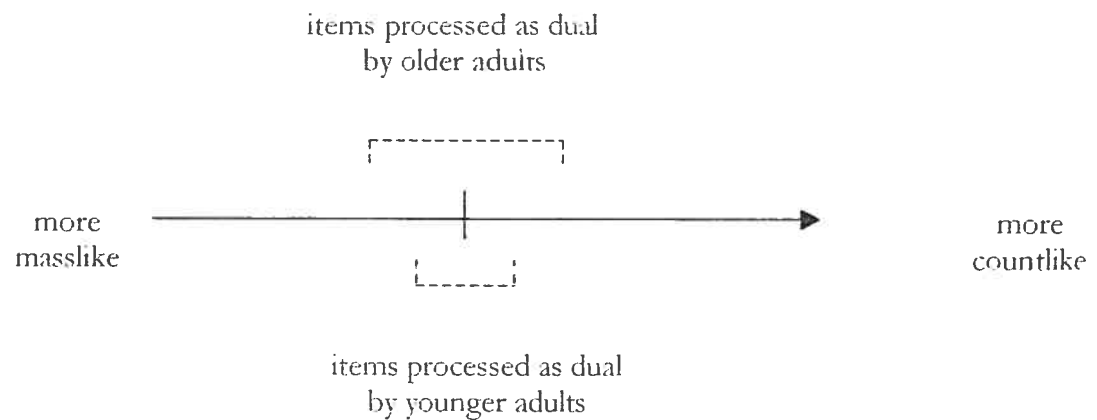 items processed as dual
by older adults
more
masslike
more
countlike
items processed as dual
by younger adults